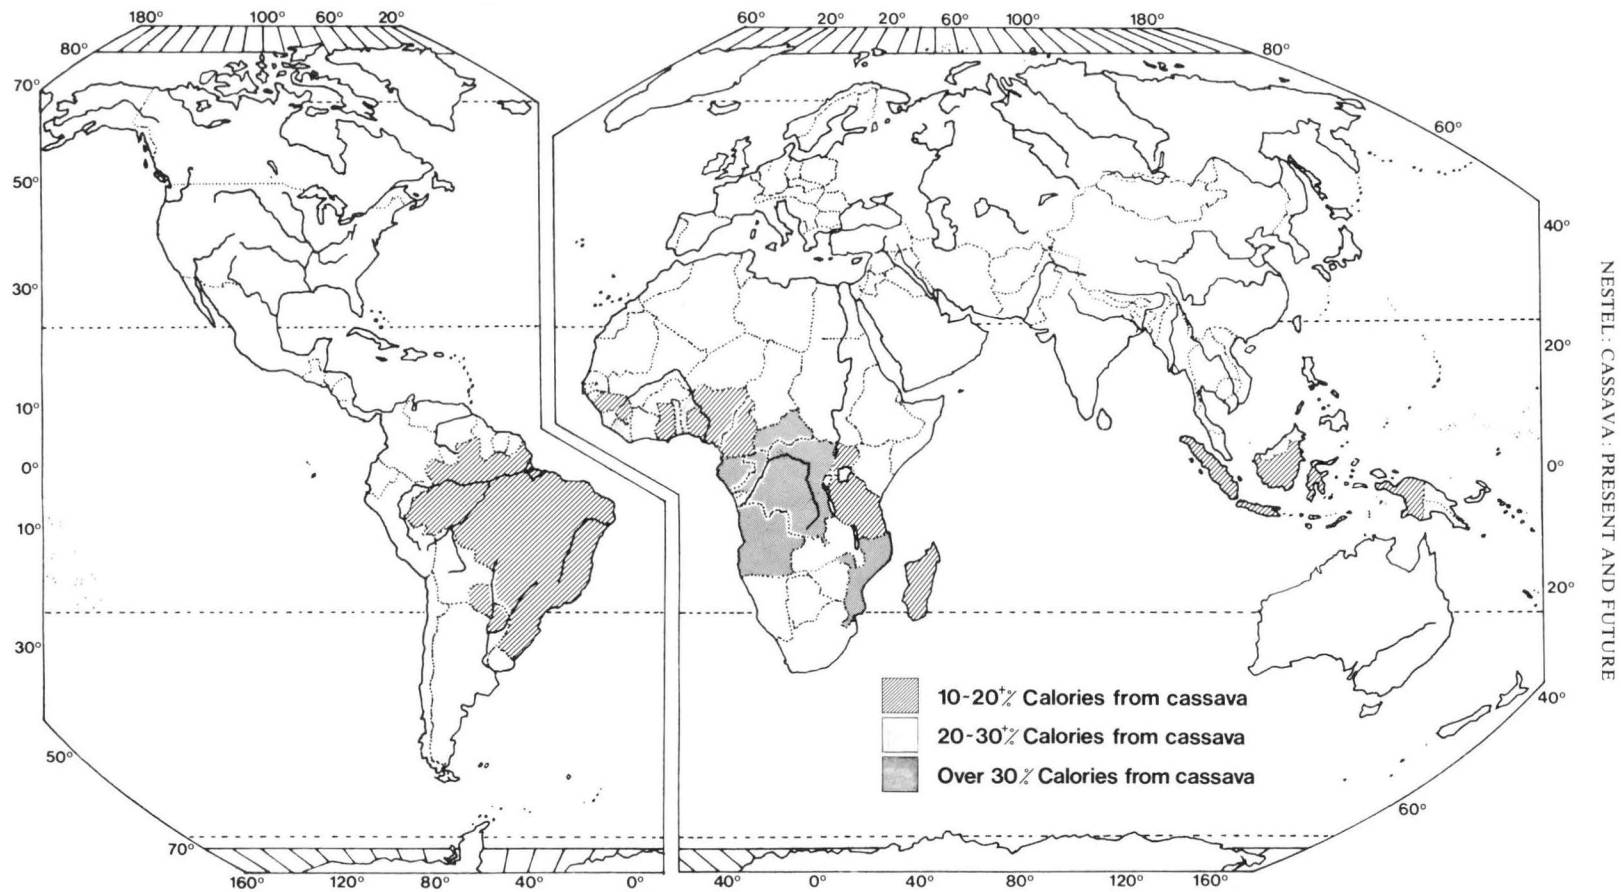 180° 100° 60° 20° 60° 20° 20° 60° 100° 180°
80° 80°
70°
60°
50°
40°
30°
20°
10°
0° 0°
10°
20°
30°
40°
50°
60°
70°
10-20+% Calories from cassava
20-30+% Calories from cassava
Over 30% Calories from cassava
160° 120° 80° 40° 0° 40° 0° 40° 80° 120° 160°
NESTEL: CASSAVA: PRESENT AND FUTURE